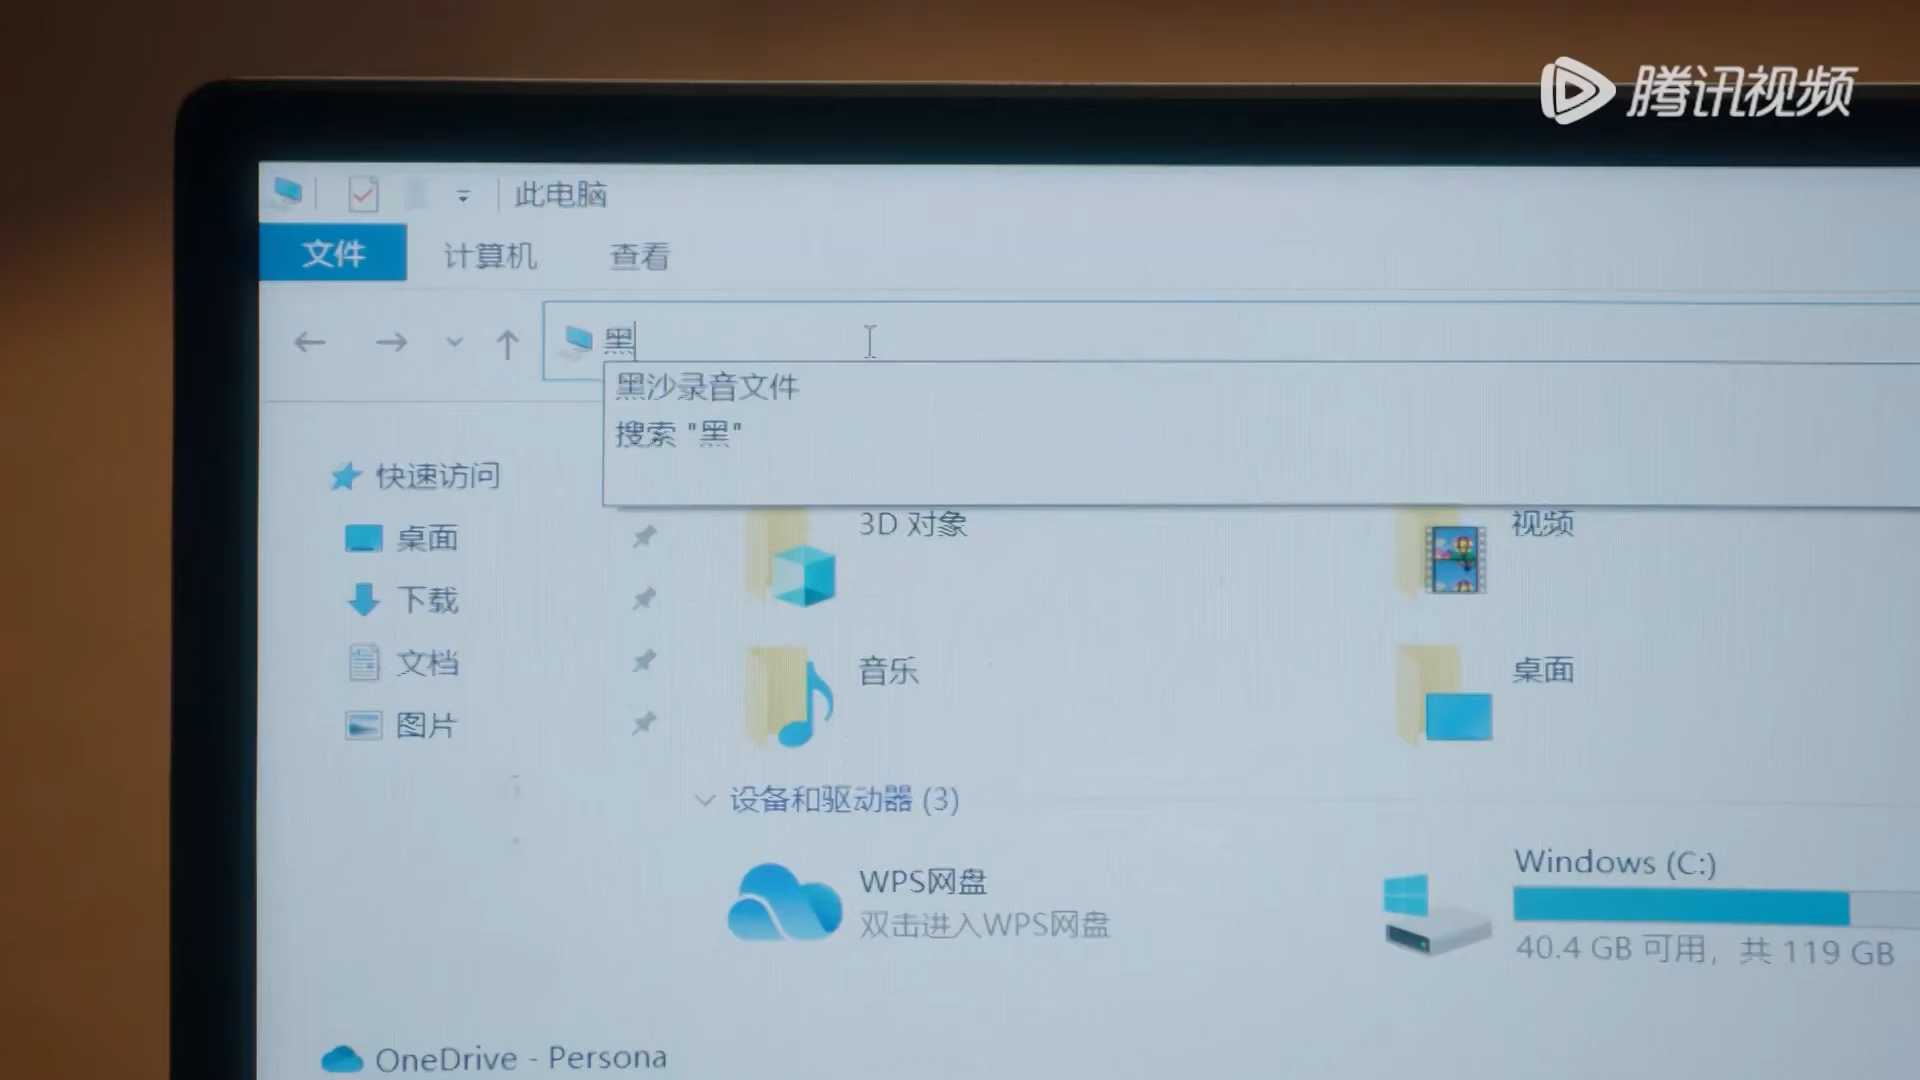 腾讯视频
此电脑
文件 计算机 查看
黑
黑沙录音文件
搜索 "黑"
快速访问
桌面
下载
文档
图片
3D 对象
视频
音乐
桌面
设备和驱动器 (3)
WPS网盘
双击进入WPS网盘
Windows (C:)
40.4 GB 可用, 共 119 GB
OneDrive - Persona